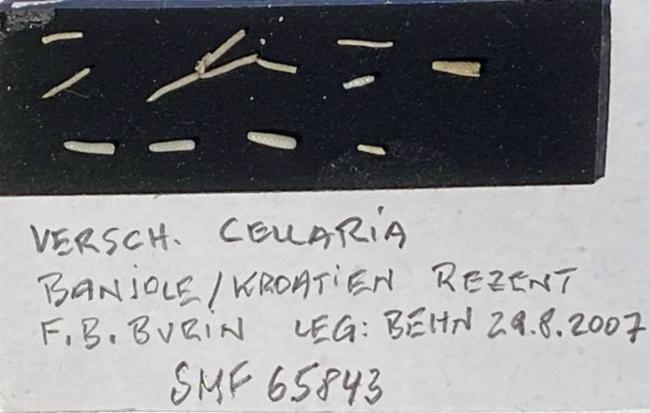 VERSCH. CELLARIA
BANJOLE/KROATIEN REZENT
F.B. BURIN LEG: BEHN 29.8.2007
SMF 65843